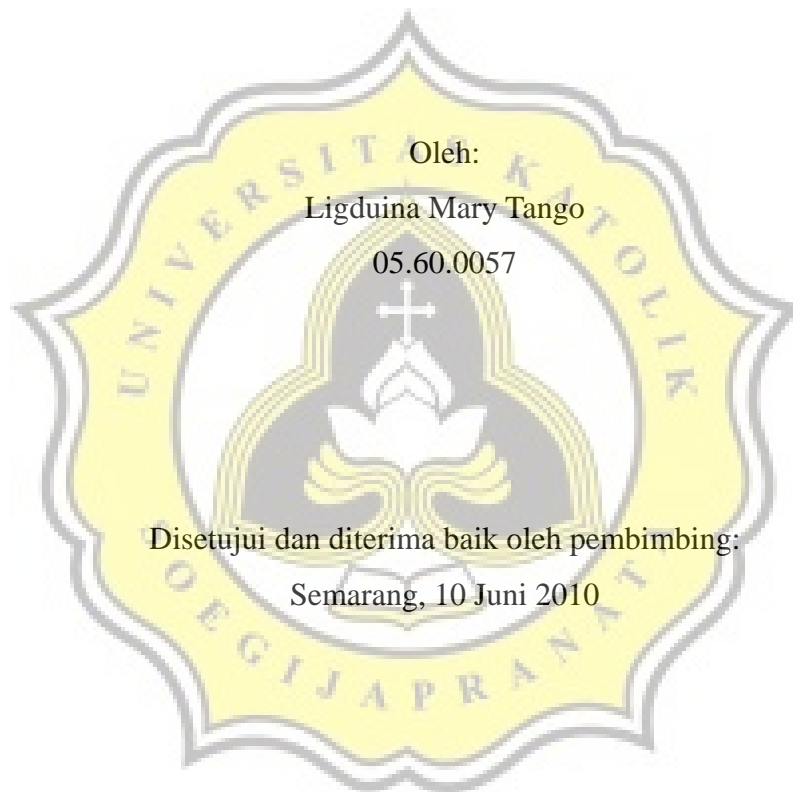 UNIVERSITAS KATOLIK
Oleh:
Ligduina Mary Tango
05.60.0057
Disetujui dan diterima baik oleh pembimbing:
Semarang, 10 Juni 2010
SOEGIJAPRANATA